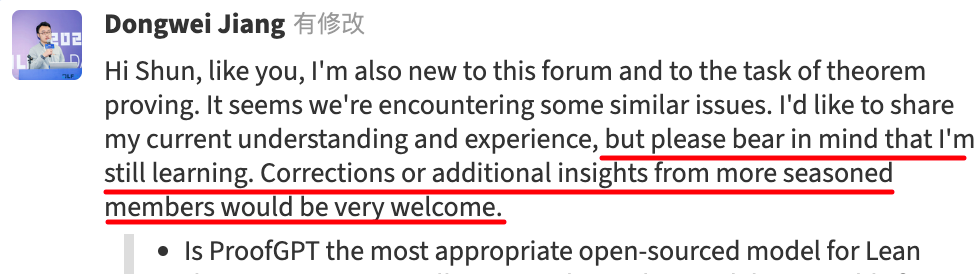 Dongwei Jiang 有修改
Hi Shun, like you, I'm also new to this forum and to the task of theorem
proving. It seems we're encountering some similar issues. I'd like to share
my current understanding and experience, but please bear in mind that I'm
still learning. Corrections or additional insights from more seasoned
members would be very welcome.
• Is ProofGPT the most appropriate open-sourced model for Lean